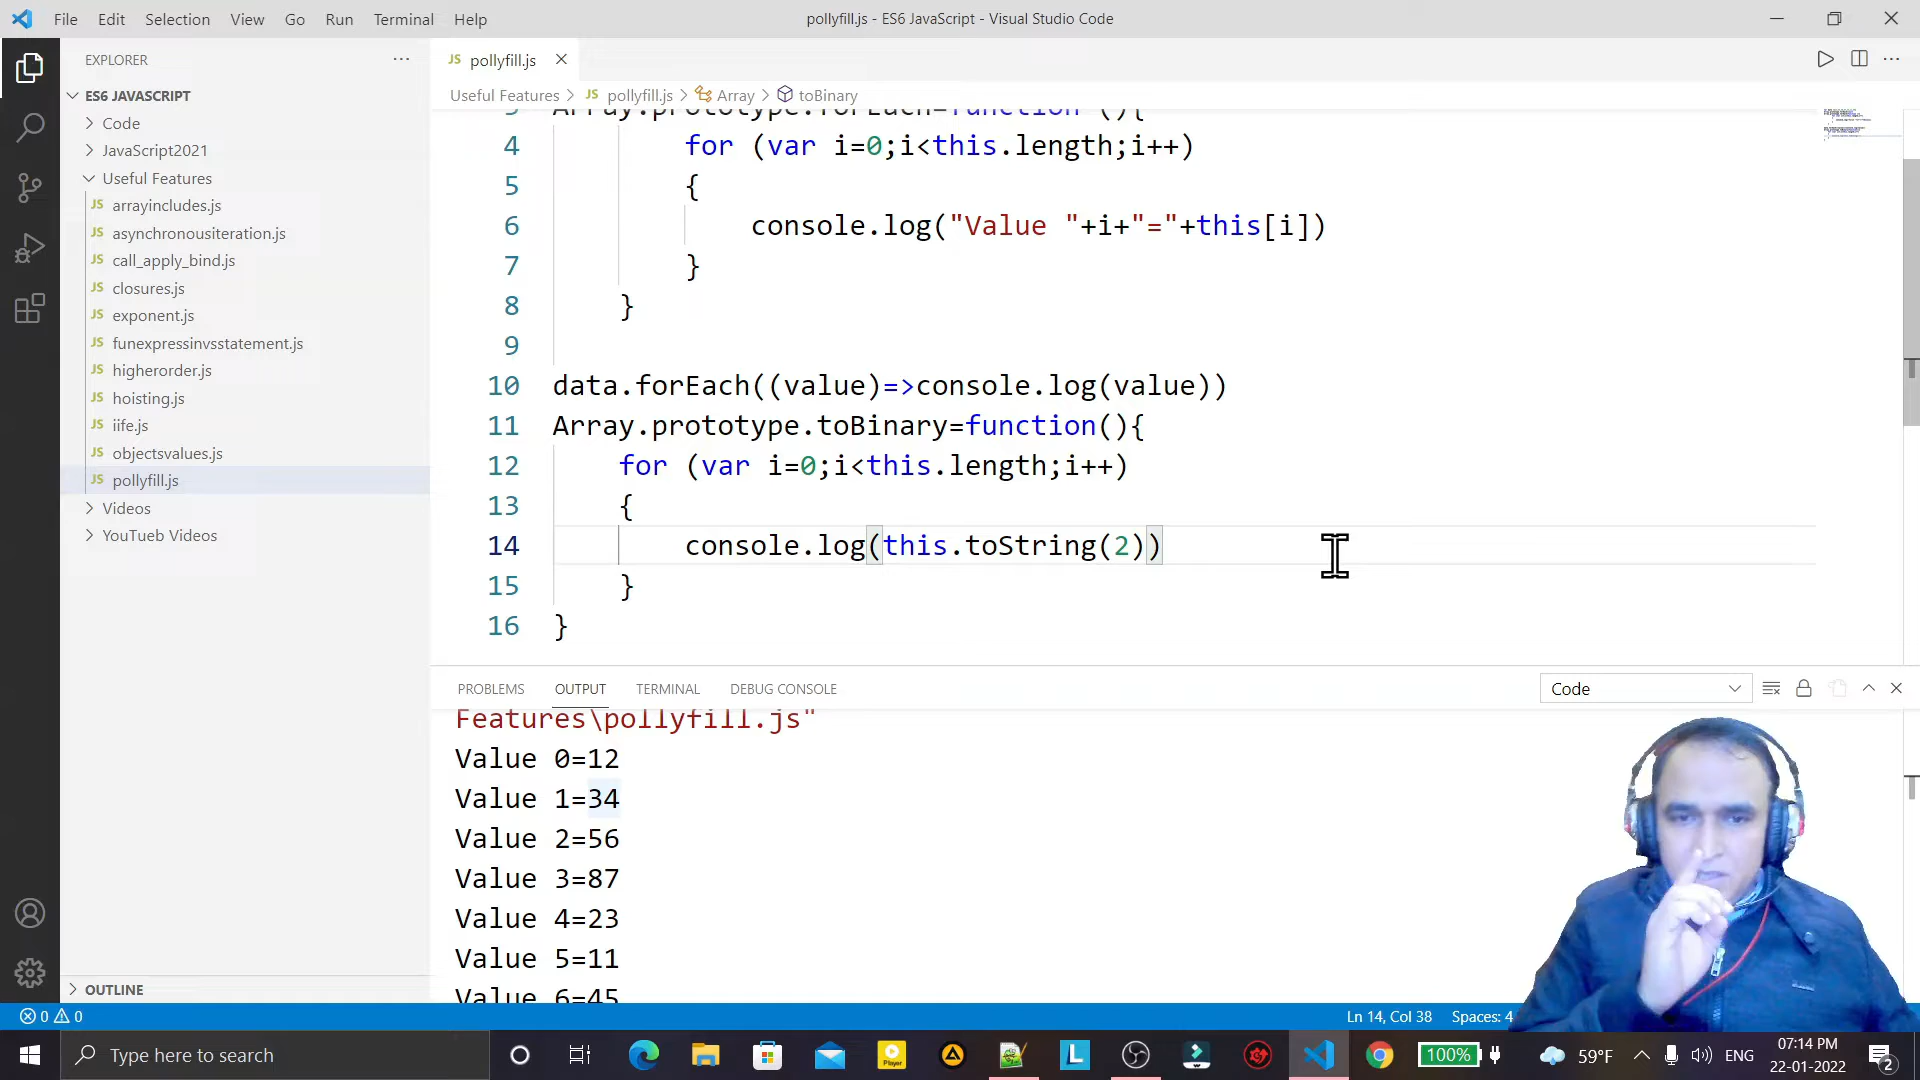 File Edit Selection View Go Run Terminal Help
pollyfill.js - ES6 JavaScript - Visual Studio Code
EXPLORER
ES6 JAVASCRIPT
Code
JavaScript2021
Useful Features
JS arrayincludes.js
JS asynchronousiteration.js
JS call_apply_bind.js
JS closures.js
JS exponent.js
JS funexpressinvsstatement.js
JS higherorder.js
JS hoisting.js
JS iife.js
JS objectsvalues.js
JS pollyfill.js
Videos
YouTueb Videos
OUTLINE
JS pollyfill.js
Useful Features > JS pollyfill.js > Array > toBinary
3 Array.prototype.forEach=function (){
4 for (var i=0;i<this.length;i++)
5 {
6 console.log("Value "+i+"="+this[i])
7 }
8 }
9
10 data.forEach((value)=>console.log(value))
11 Array.prototype.toBinary=function(){
12 for (var i=0;i<this.length;i++)
13 {
14 console.log(this.toString(2))
15 }
16 }
PROBLEMS OUTPUT TERMINAL DEBUG CONSOLE
Code
Features\pollyfill.js"
Value 0=12
Value 1=34
Value 2=56
Value 3=87
Value 4=23
Value 5=11
Value 6=45
0 0
Ln 14, Col 38 Spaces: 4
Type here to search
Player
L
100%
59°F
ENG
07:14 PM
22-01-2022
2